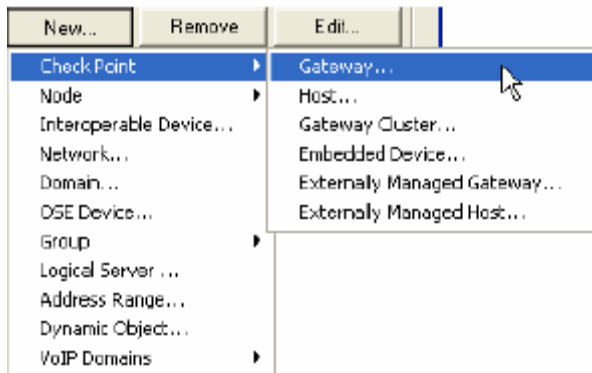 New... Remove Edit...
Check Point Gateway...
Node Host...
Interoperable Device... Gateway Cluster...
Network... Embedded Device...
Domain... Externally Managed Gateway...
OSE Device... Externally Managed Host...
Group
Logical Server ...
Address Range...
Dynamic Object...
VoIP Domains